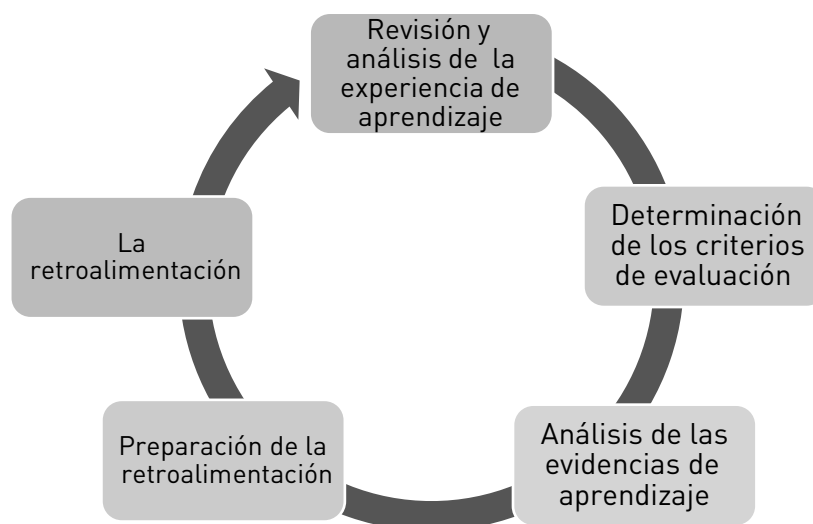 Revisión y
análisis de la
experiencia de
aprendizaje
Determinación
de los criterios
de evaluación
Análisis de las
evidencias de
aprendizaje
Preparación de la
retroalimentación
La
retroalimentación